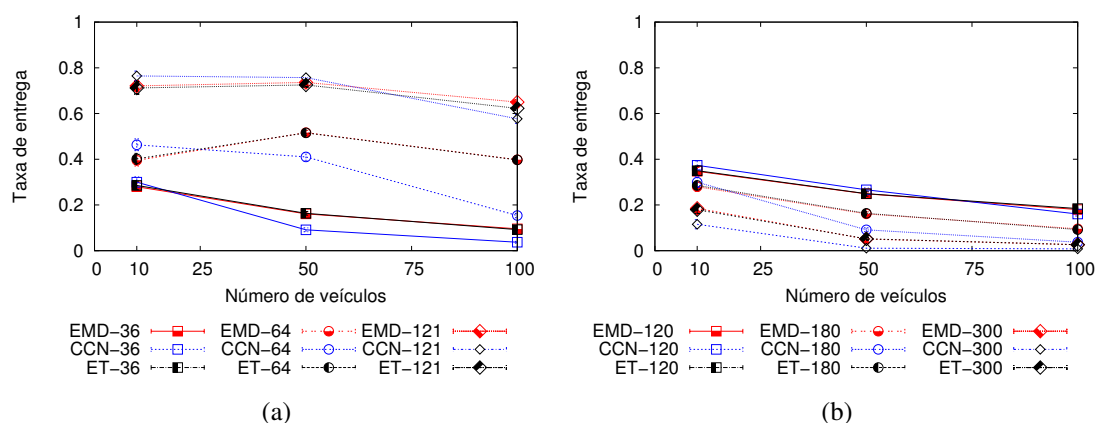 1
0.8
0.6
0.4
0.2
0
Taxa de entrega
0 10 25 50 75 100
Número de veículos
EMD−36 EMD−64 EMD−121
CCN−36 CCN−64 CCN−121
ET−36 ET−64 ET−121
(a)
1
0.8
0.6
0.4
0.2
0
Taxa de entrega
0 10 25 50 75 100
Número de veículos
EMD−120 EMD−180 EMD−300
CCN−120 CCN−180 CCN−300
ET−120 ET−180 ET−300
(b)